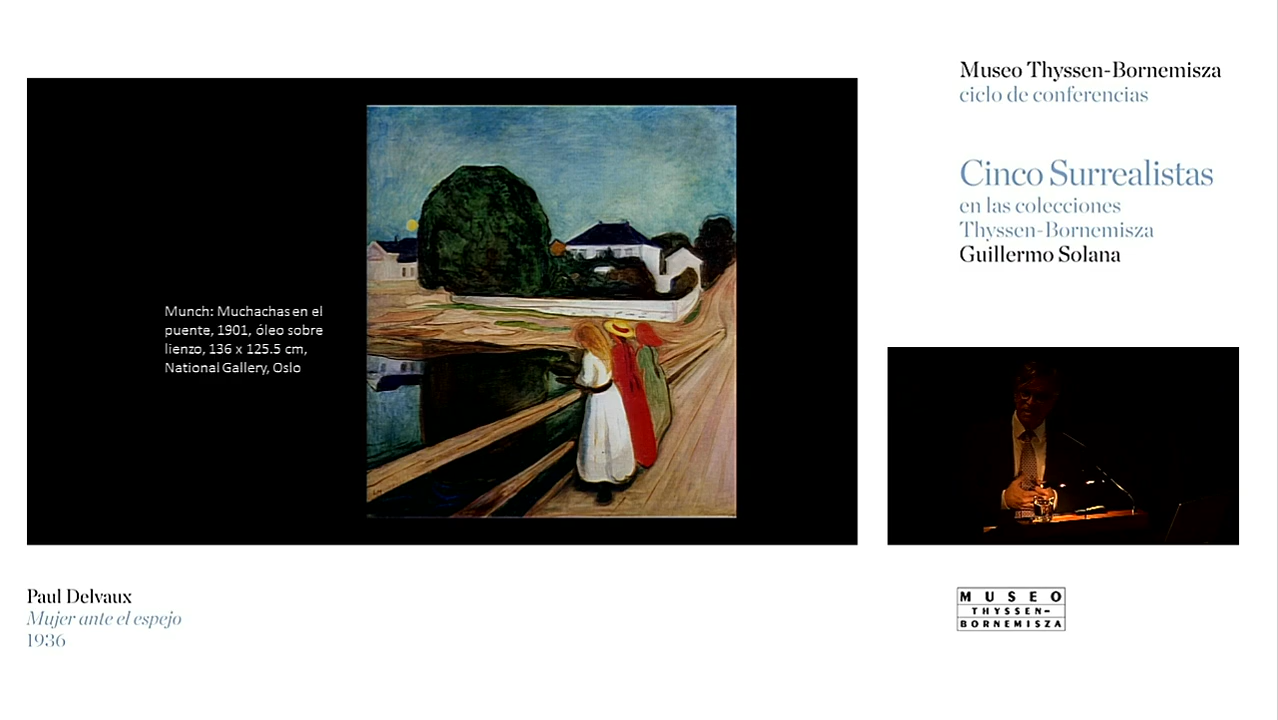 Museo Thyssen-Bornemisza
ciclo de conferencias
Cinco Surrealistas
en las colecciones
Thyssen-Bornemisza
Guillermo Solana
Munch: Muchachas en el
puente, 1901, óleo sobre
lienzo, 136 x 125.5 cm,
National Gallery, Oslo
Paul Delvaux
Mujer ante el espejo
1936
MUSEO
THYSSEN-
BORNEMISZA